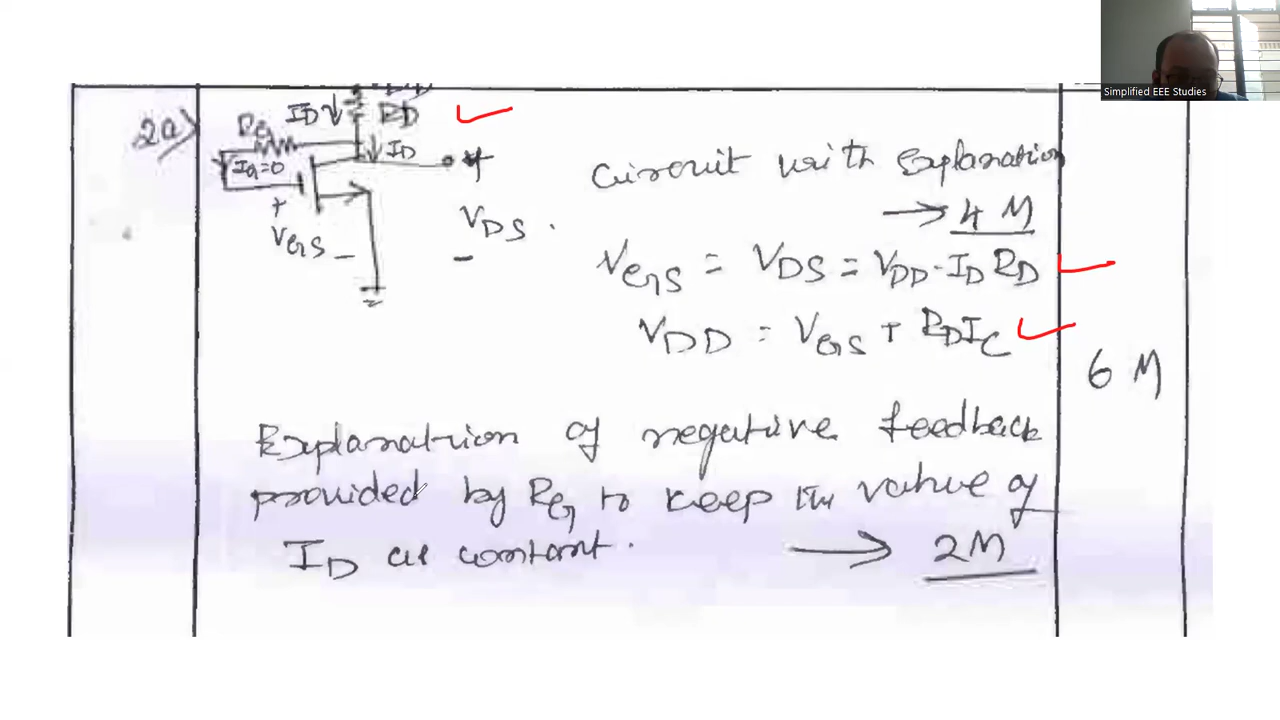 Simplified EEE Studies
2a)
ID↓ RD
RG
↓ID
IG=0
+
+
VGS -
VDS .
-
Circuit with Explanation
→ 4 M
VGS = VDS = VDD - ID RD
VDD = VGS + RD IC
6 M
Explanation of negative feedback
provided by RG to keep the value of
ID as constant.
→ 2M